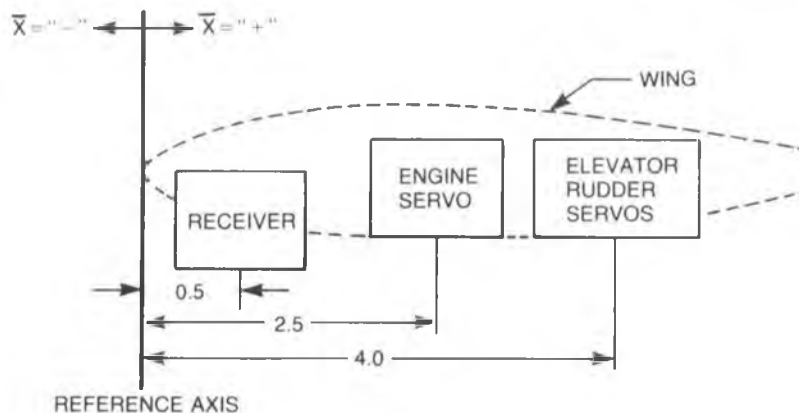 X̅="−" X̅="+"
WING
ENGINE
SERVO
ELEVATOR
RUDDER
SERVOS
RECEIVER
0.5
2.5
4.0
REFERENCE AXIS